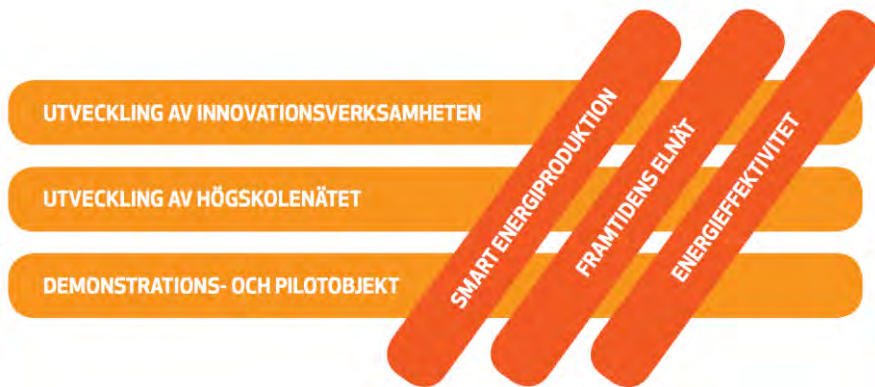 UTVECKLING AV INNOVATIONSVERKSAMHETEN
UTVECKLING AV HÖGSKOLENÄTET
DEMONSTRATIONS- OCH PILOTOBJEKT
SMART ENERGIPRODUKTION
FRAMTIDENS ELNÄT
ENERGIEFFEKTIVITET